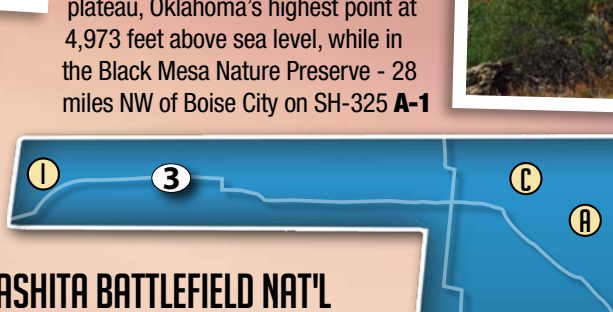 plateau, Oklahoma's highest point at
4,973 feet above sea level, while in
the Black Mesa Nature Preserve - 28
miles NW of Boise City on SH-325 A-1
I
3
C
A
ASHITA BATTLEFIELD NAT'L